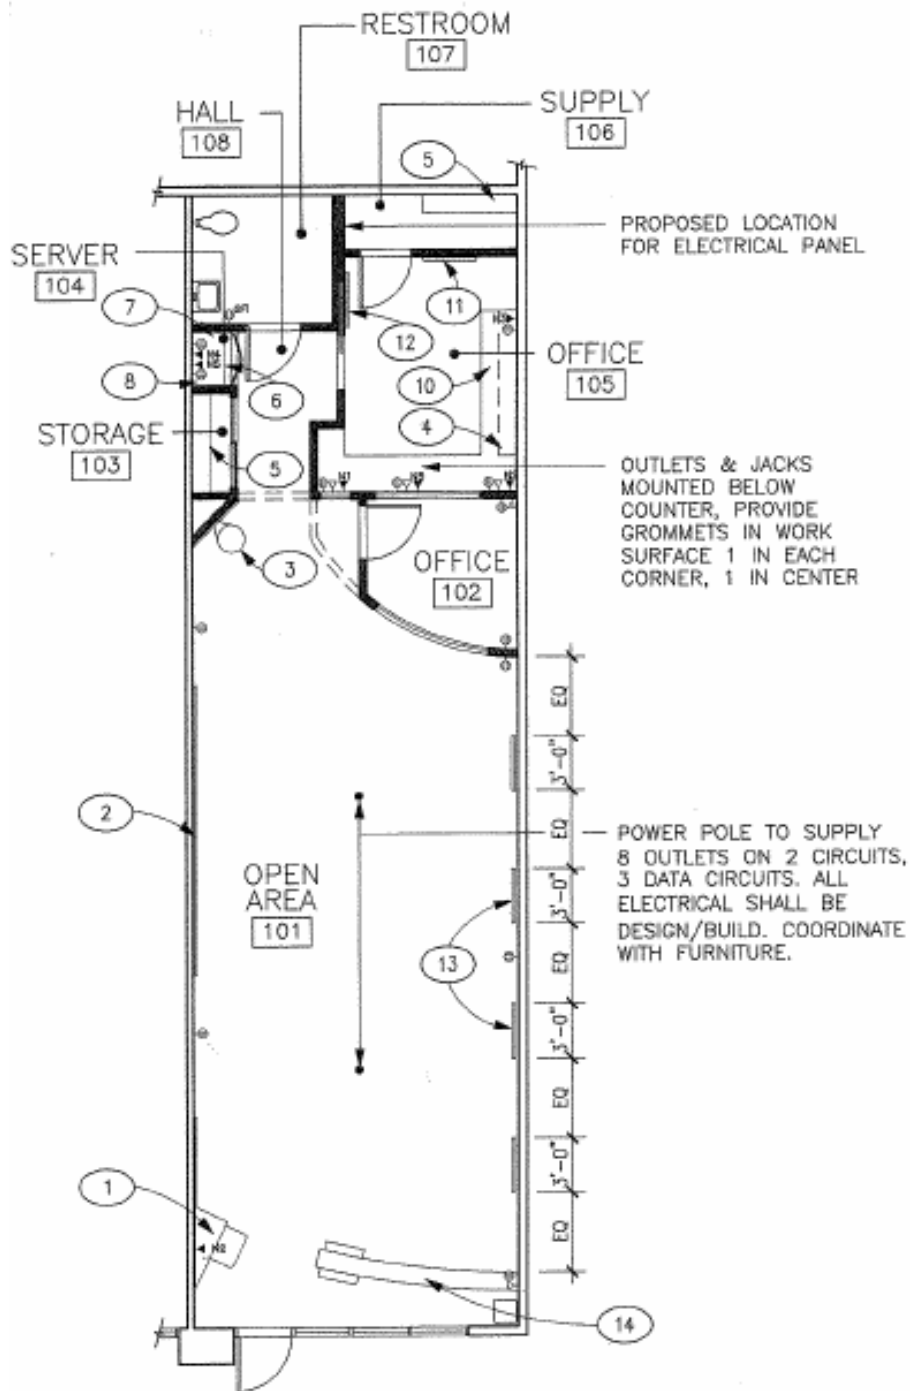 RESTROOM
107
SUPPLY
106
HALL
108
5
PROPOSED LOCATION
FOR ELECTRICAL PANEL
SERVER
104
7
11
12
8
OFFICE
105
10
6
STORAGE
103
4
5
OUTLETS & JACKS
MOUNTED BELOW
COUNTER, PROVIDE
GROMMETS IN WORK
SURFACE 1 IN EACH
CORNER, 1 IN CENTER
3
OFFICE
102
EQ
3'-0"
2
EQ
POWER POLE TO SUPPLY
8 OUTLETS ON 2 CIRCUITS,
3 DATA CIRCUITS. ALL
ELECTRICAL SHALL BE
DESIGN/BUILD. COORDINATE
WITH FURNITURE.
OPEN
AREA
101
3'-0"
13
EQ
3'-0"
EQ
3'-0"
1
EQ
14